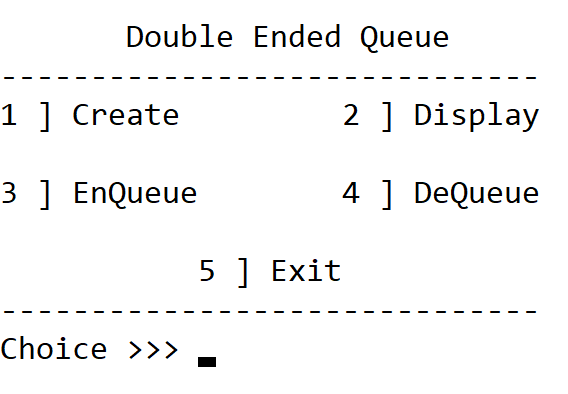 Double Ended Queue
------------------------------
1 ] Create         2 ] Display
3 ] EnQueue        4 ] DeQueue
5 ] Exit
------------------------------
Choice >>>